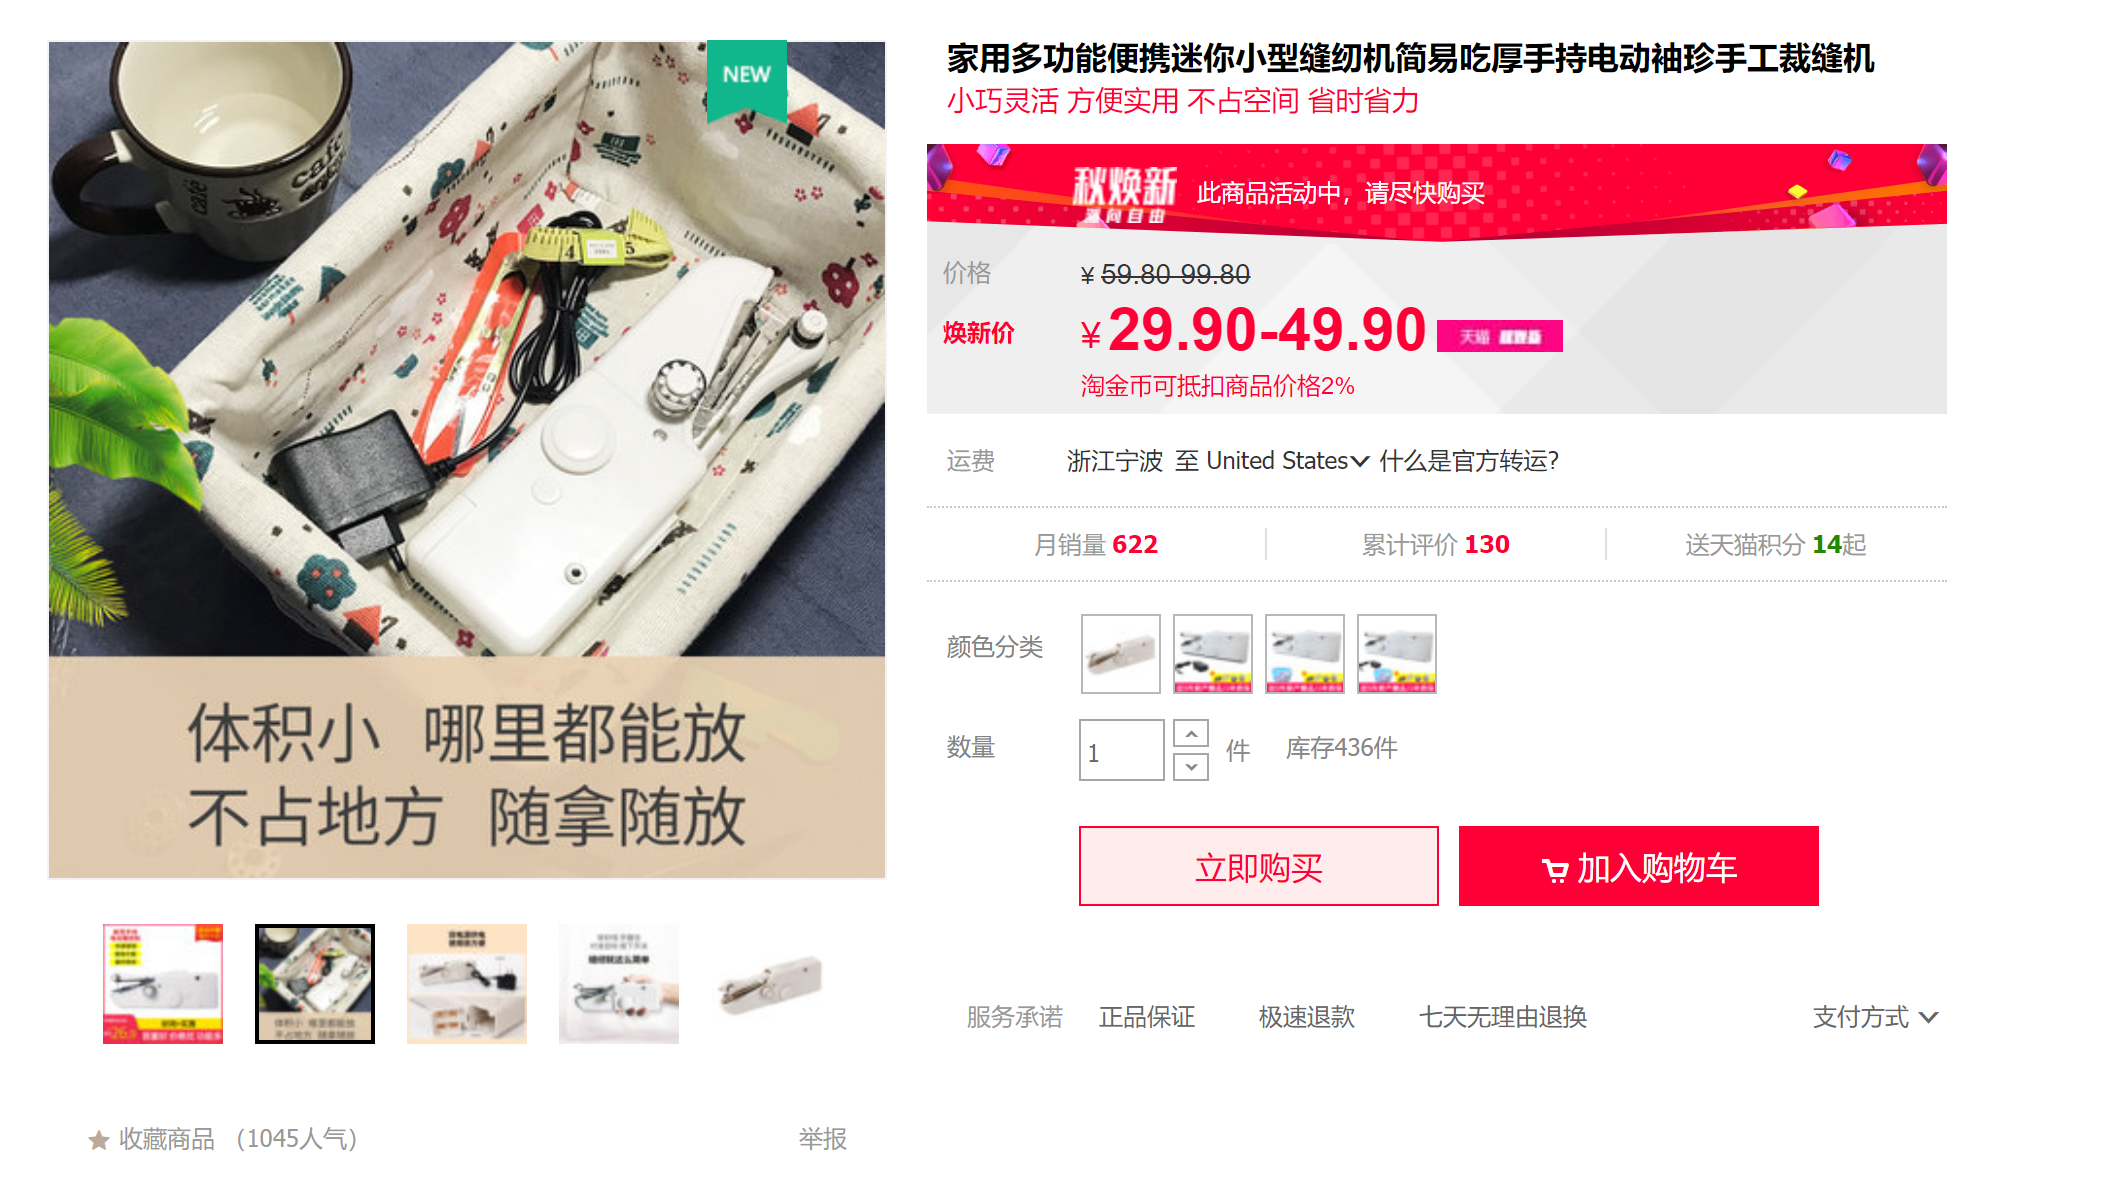 NEW
café
体积小 哪里都能放
不占地方 随拿随放
收藏商品 （1045人气）
举报
家用多功能便携迷你小型缝纫机简易吃厚手持电动袖珍手工裁缝机
小巧灵活 方便实用 不占空间 省时省力
秋焕新
此商品活动中，请尽快购买
价格 ¥ 59.80-99.80
焕新价 ¥ 29.90-49.90 天猫
淘金币可抵扣商品价格2%
运费 浙江宁波 至 United States 什么是官方转运?
月销量 622 累计评价 130 送天猫积分 14起
颜色分类
数量 1 件 库存436件
立即购买 加入购物车
服务承诺 正品保证 极速退款 七天无理由退换 支付方式